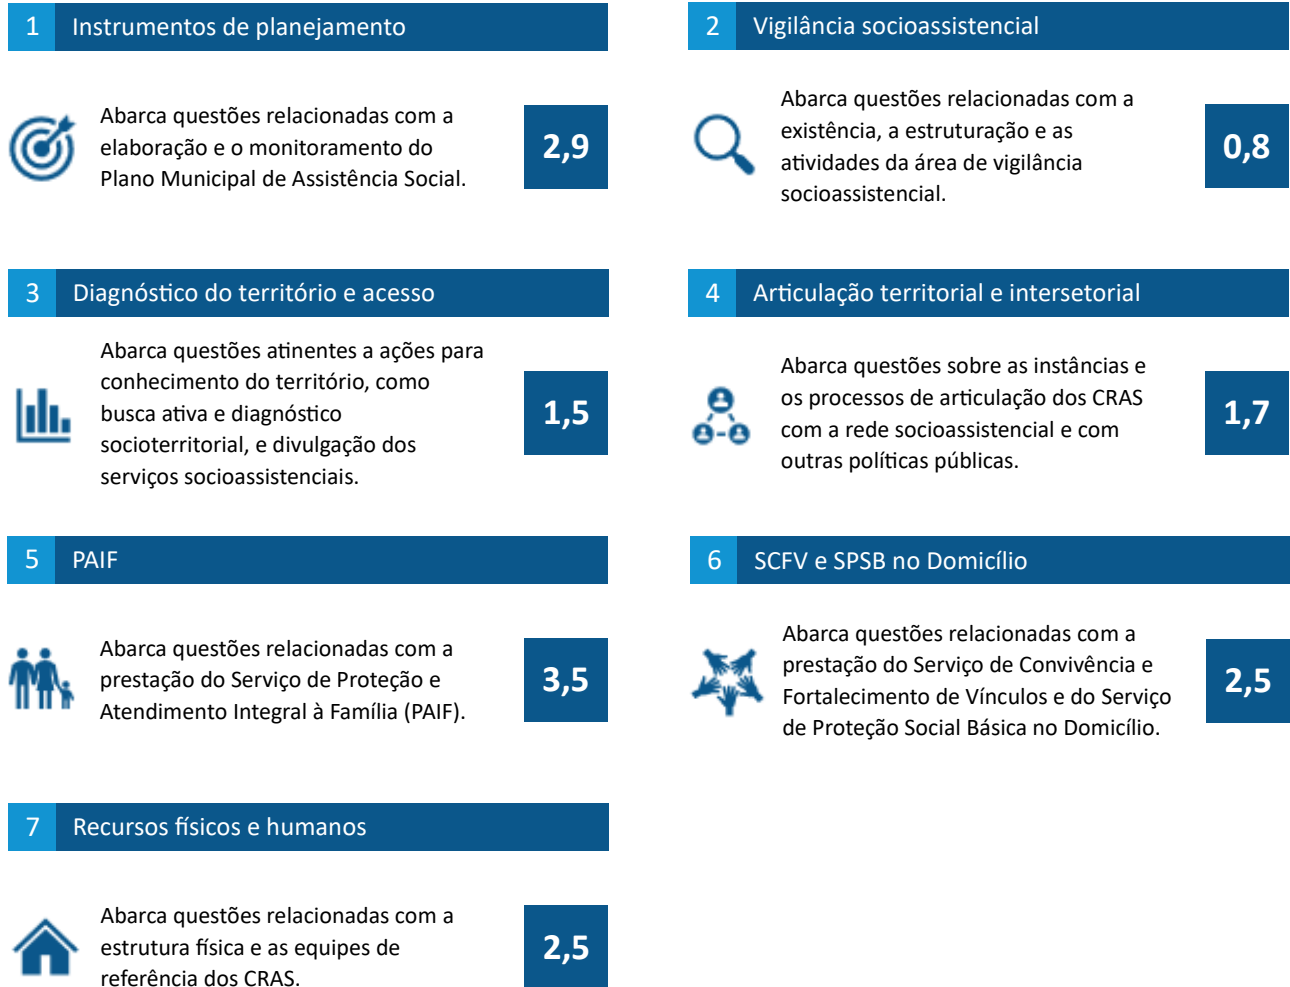 1 Instrumentos de planejamento
Abarca questões relacionadas com a
elaboração e o monitoramento do
Plano Municipal de Assistência Social.
2,9
2 Vigilância socioassistencial
Abarca questões relacionadas com a
existência, a estruturação e as
atividades da área de vigilância
socioassistencial.
0,8
3 Diagnóstico do território e acesso
Abarca questões atinentes a ações para
conhecimento do território, como
busca ativa e diagnóstico
socioterritorial, e divulgação dos
serviços socioassistenciais.
1,5
4 Articulação territorial e intersetorial
Abarca questões sobre as instâncias e
os processos de articulação dos CRAS
com a rede socioassistencial e com
outras políticas públicas.
1,7
5 PAIF
Abarca questões relacionadas com a
prestação do Serviço de Proteção e
Atendimento Integral à Família (PAIF).
3,5
6 SCFV e SPSB no Domicílio
Abarca questões relacionadas com a
prestação do Serviço de Convivência e
Fortalecimento de Vínculos e do Serviço
de Proteção Social Básica no Domicílio.
2,5
7 Recursos físicos e humanos
Abarca questões relacionadas com a
estrutura física e as equipes de
referência dos CRAS.
2,5